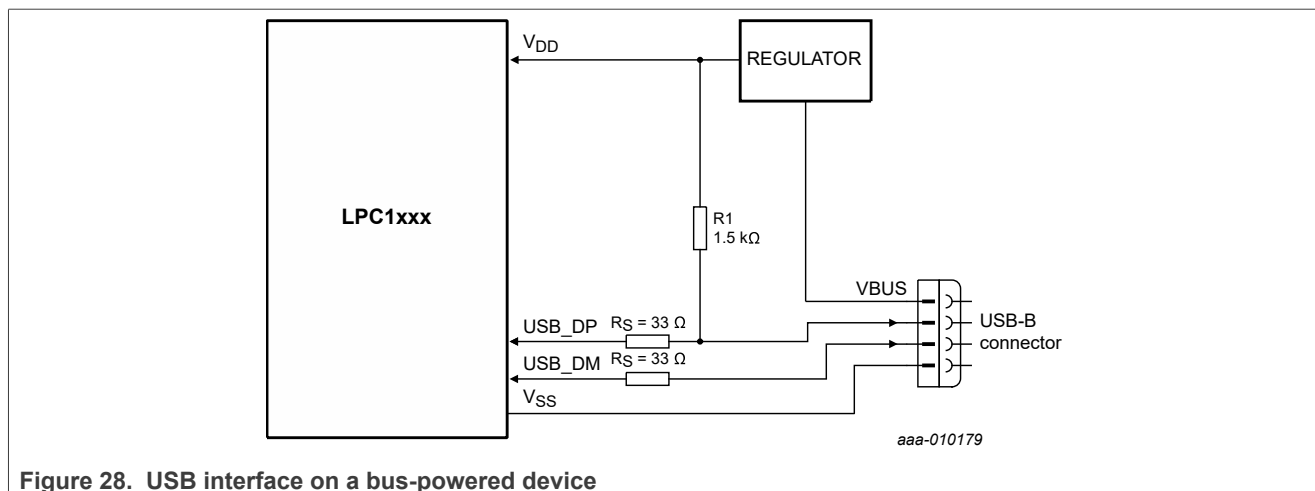 VDD
REGULATOR
LPC1xxx
R1
1.5 kΩ
VBUS
USB_DP RS = 33 Ω
USB-B
connector
USB_DM RS = 33 Ω
VSS
aaa-010179
Figure 28. USB interface on a bus-powered device